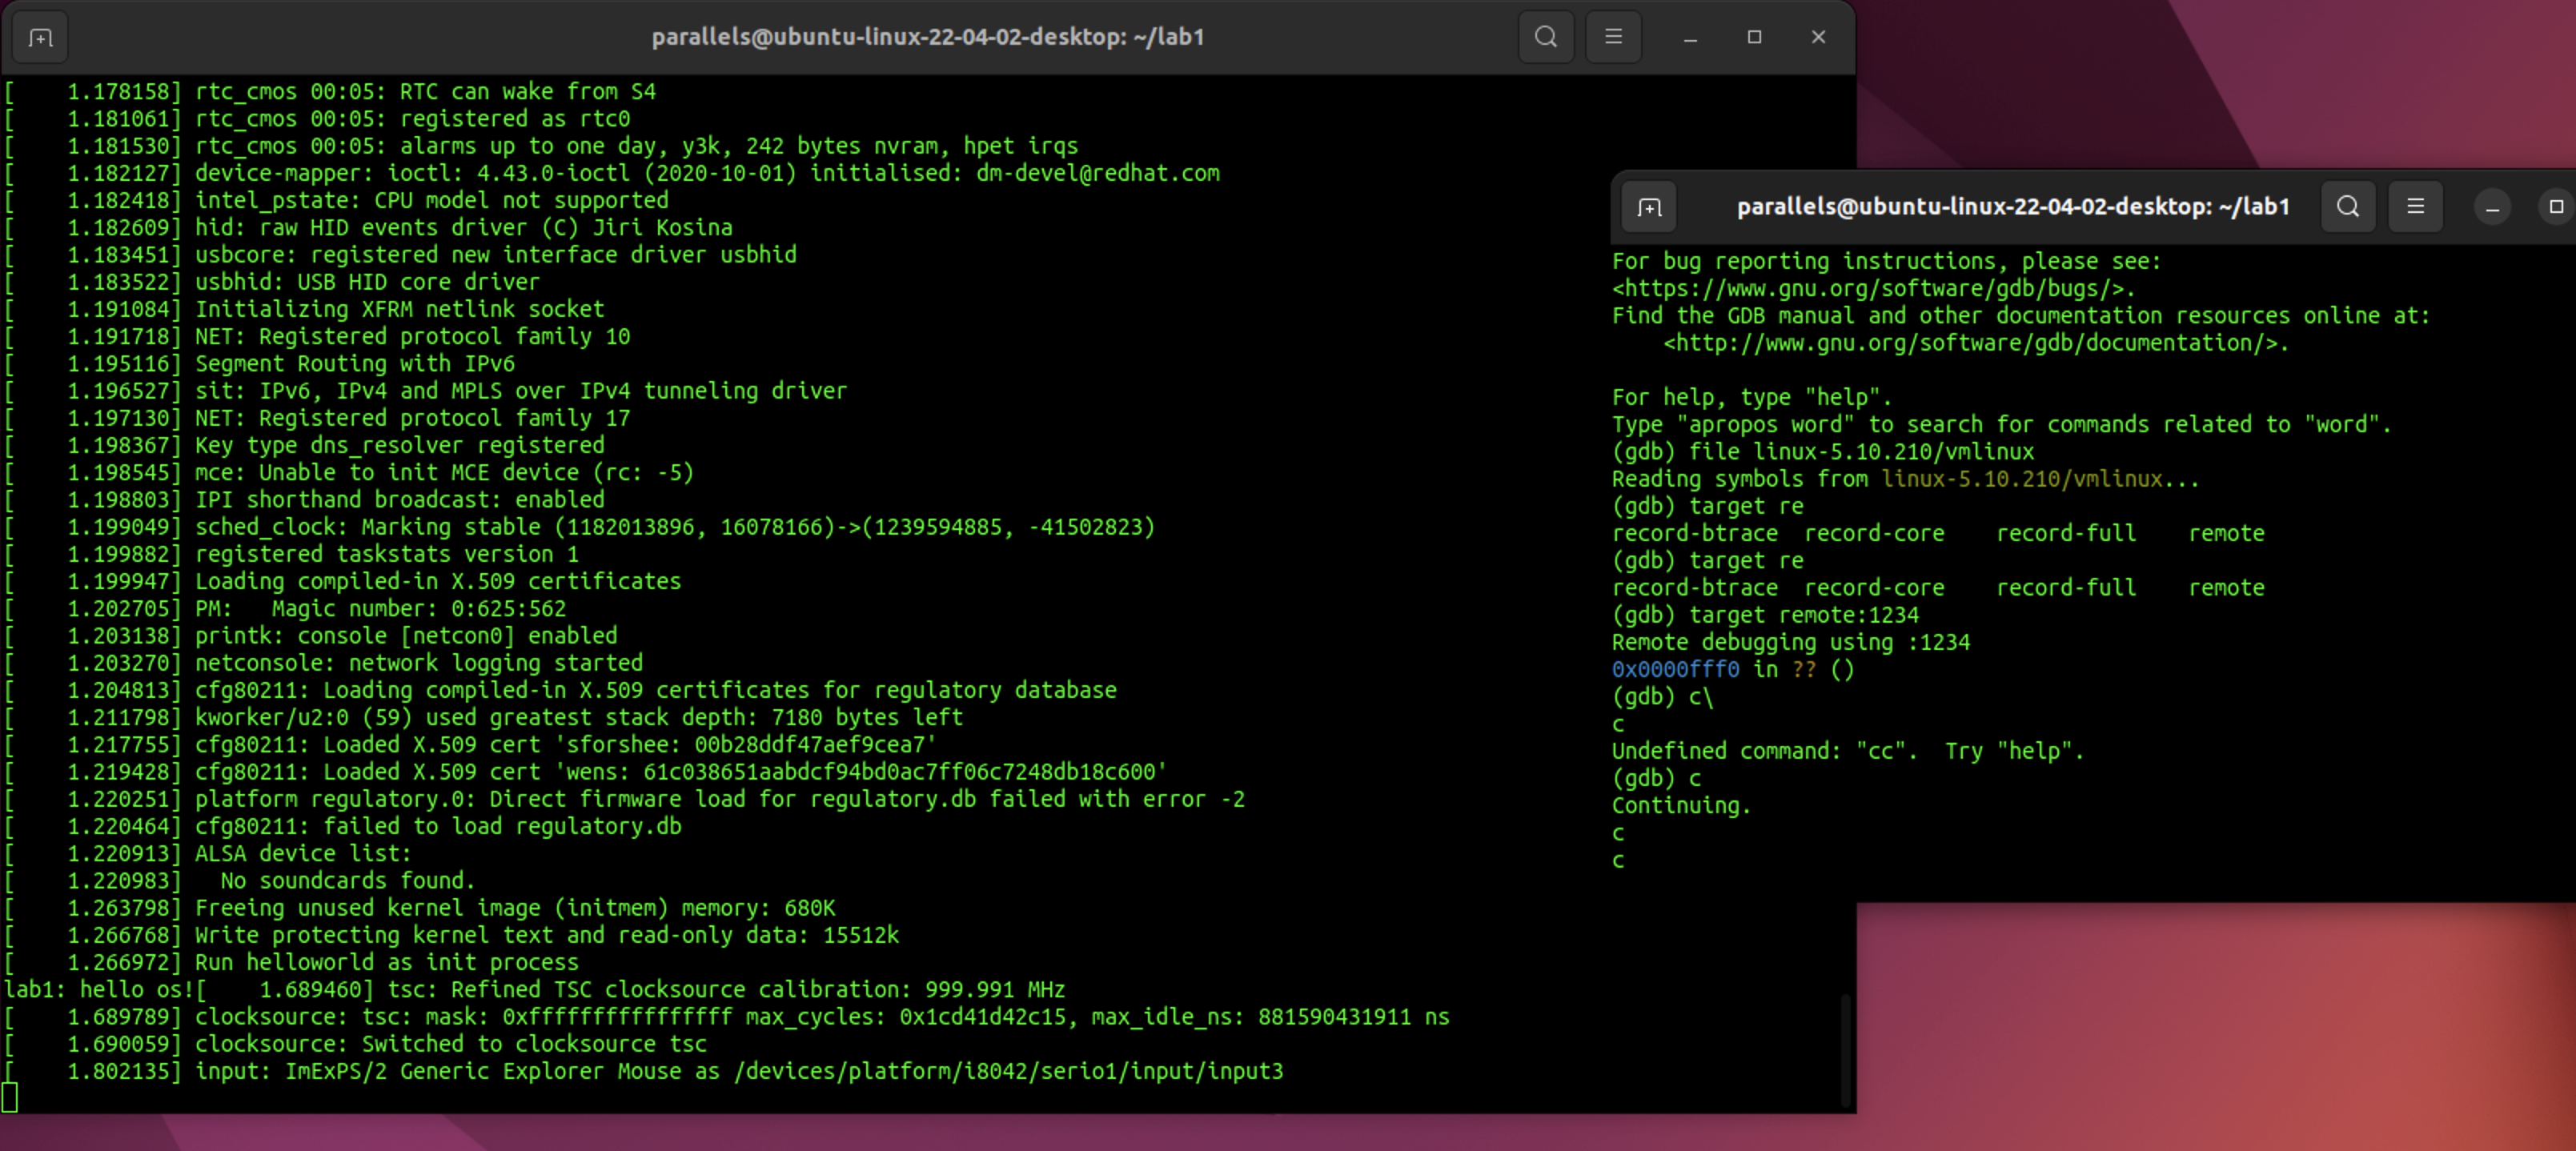 parallels@ubuntu-linux-22-04-02-desktop: ~/lab1
[    1.178158] rtc_cmos 00:05: RTC can wake from S4
[    1.181061] rtc_cmos 00:05: registered as rtc0
[    1.181530] rtc_cmos 00:05: alarms up to one day, y3k, 242 bytes nvram, hpet irqs
[    1.182127] device-mapper: ioctl: 4.43.0-ioctl (2020-10-01) initialised: dm-devel@redhat.com
[    1.182418] intel_pstate: CPU model not supported
[    1.182609] hid: raw HID events driver (C) Jiri Kosina
[    1.183451] usbcore: registered new interface driver usbhid
[    1.183522] usbhid: USB HID core driver
[    1.191084] Initializing XFRM netlink socket
[    1.191718] NET: Registered protocol family 10
[    1.195116] Segment Routing with IPv6
[    1.196527] sit: IPv6, IPv4 and MPLS over IPv4 tunneling driver
[    1.197130] NET: Registered protocol family 17
[    1.198367] Key type dns_resolver registered
[    1.198545] mce: Unable to init MCE device (rc: -5)
[    1.198803] IPI shorthand broadcast: enabled
[    1.199049] sched_clock: Marking stable (1182013896, 16078166)->(1239594885, -41502823)
[    1.199882] registered taskstats version 1
[    1.199947] Loading compiled-in X.509 certificates
[    1.202705] PM:   Magic number: 0:625:562
[    1.203138] printk: console [netcon0] enabled
[    1.203270] netconsole: network logging started
[    1.204813] cfg80211: Loading compiled-in X.509 certificates for regulatory database
[    1.211798] kworker/u2:0 (59) used greatest stack depth: 7180 bytes left
[    1.217755] cfg80211: Loaded X.509 cert 'sforshee: 00b28ddf47aef9cea7'
[    1.219428] cfg80211: Loaded X.509 cert 'wens: 61c038651aabdcf94bd0ac7ff06c7248db18c600'
[    1.220251] platform regulatory.0: Direct firmware load for regulatory.db failed with error -2
[    1.220464] cfg80211: failed to load regulatory.db
[    1.220913] ALSA device list:
[    1.220983]   No soundcards found.
[    1.263798] Freeing unused kernel image (initmem) memory: 680K
[    1.266768] Write protecting kernel text and read-only data: 15512k
[    1.266972] Run helloworld as init process
lab1: hello os![    1.689460] tsc: Refined TSC clocksource calibration: 999.991 MHz
[    1.689789] clocksource: tsc: mask: 0xffffffffffffffff max_cycles: 0x1cd41d42c15, max_idle_ns: 881590431911 ns
[    1.690059] clocksource: Switched to clocksource tsc
[    1.802135] input: ImExPS/2 Generic Explorer Mouse as /devices/platform/i8042/serio1/input/input3
parallels@ubuntu-linux-22-04-02-desktop: ~/lab1
For bug reporting instructions, please see:
<https://www.gnu.org/software/gdb/bugs/>.
Find the GDB manual and other documentation resources online at:
    <http://www.gnu.org/software/gdb/documentation/>.
For help, type "help".
Type "apropos word" to search for commands related to "word".
(gdb) file linux-5.10.210/vmlinux
Reading symbols from linux-5.10.210/vmlinux...
(gdb) target re
record-btrace  record-core    record-full    remote
(gdb) target re
record-btrace  record-core    record-full    remote
(gdb) target remote:1234
Remote debugging using :1234
0x0000fff0 in ?? ()
(gdb) c\
c
Undefined command: "cc".  Try "help".
(gdb) c
Continuing.
c
c